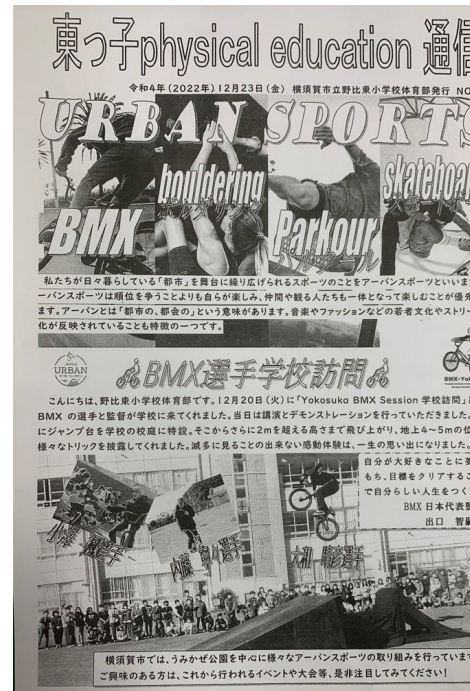 東っ子physical education 通信
令和4年(2022年)12月23日(金) 横須賀市立野比東小学校体育部発行 NO
URBAN SPORTS
bouldering
ボルダリング
skateboa
BMX
Parkour
パルクール
私たちが日々暮らしている「都市」を舞台に繰り広げられるスポーツのことをアーバンスポーツといいま
ーバンスポーツは順位を争うことよりも自らが楽しみ、仲間や観る人たちも一体となって楽しむことが優先
ます。アーバンとは「都市の、都会の」という意味があります。音楽やファッションなどの若者文化やストリー
化が反映されていることも特徴の一つです。
URBAN
BMX選手学校訪問
こんにちは、野比東小学校体育部です。12月20日(火)に「Yokosuka BMX Session 学校訪問」
BMX の選手と監督が学校に来てくれました。当日は講演とデモンストレーションを行っていただきました。
にジャンプ台を学校の校庭に特設。そこからさらに2mを超える高さまで飛び上がり、地上4～5mの位
様々なトリックを披露してくれました。滅多に見ることの出来ない感動体験は、一生の思い出になりました。
自分が大好きなことに
もち、目標をクリアするこ
で自分らしい人生をつく
BMX 日本代表
出口 智
選手
内藤 選手
選手
横須賀市では、うみかぜ公園を中心に様々なアーバンスポーツの取り組みを行っていま
ご興味のある方は、これから行われるイベントや大会等、是非注目してみてください!